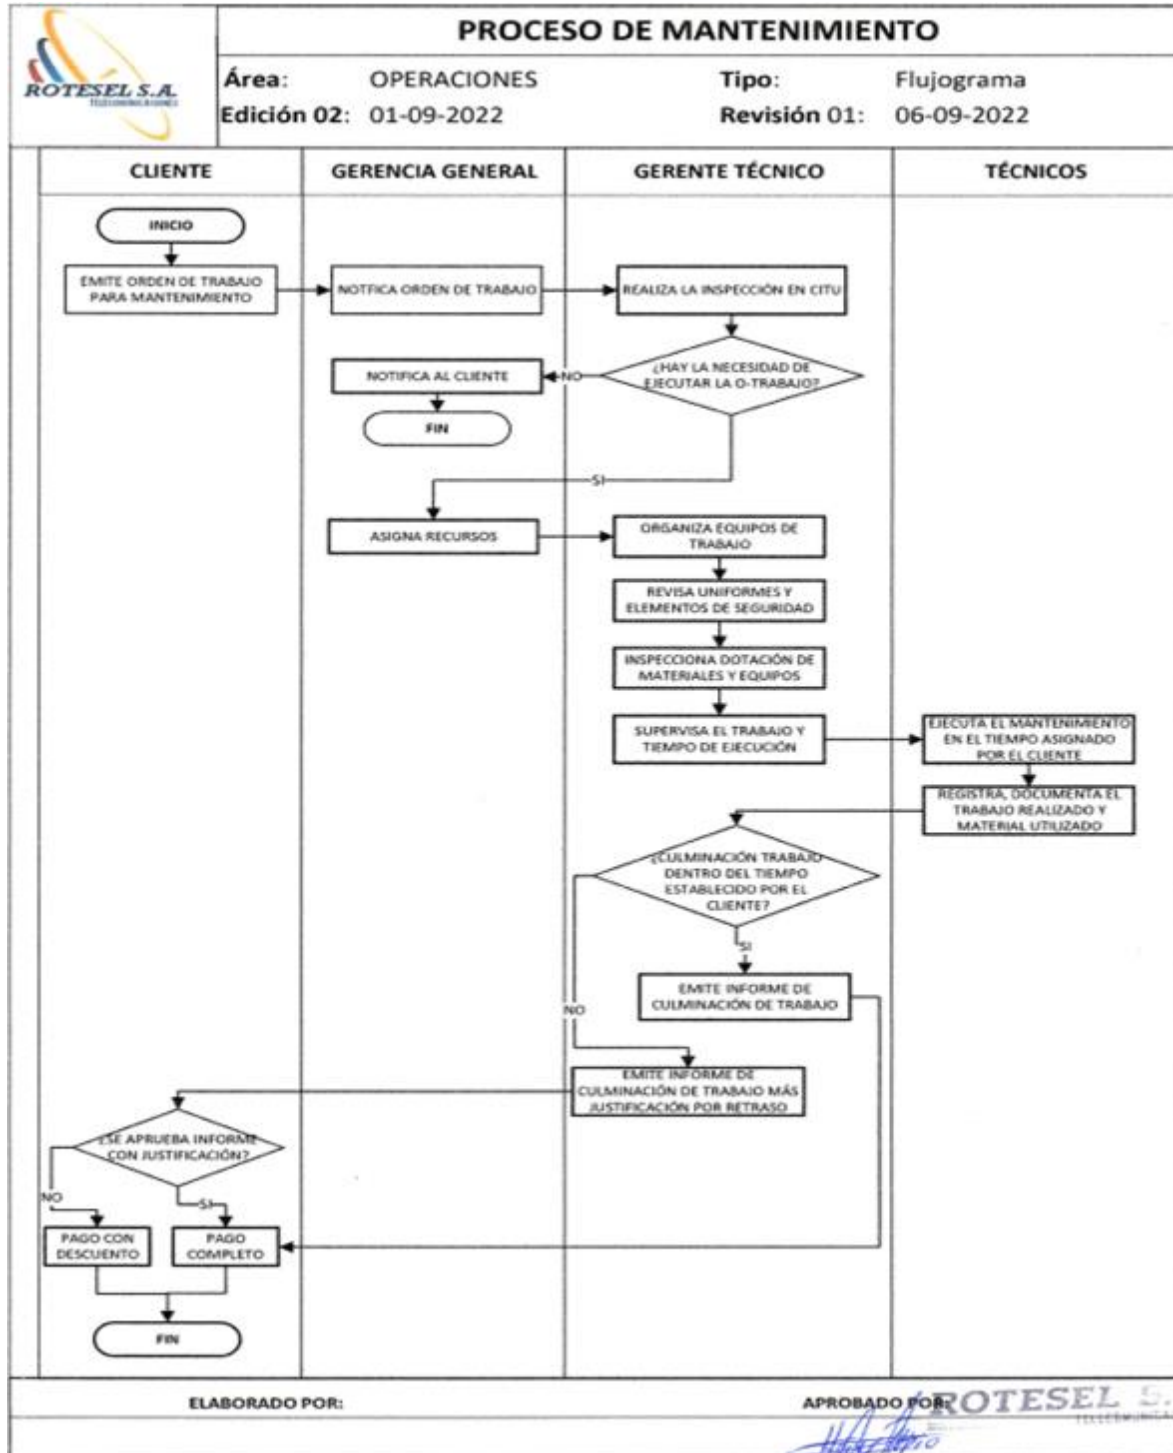 PROCESO DE MANTENIMIENTO
ROTESEL S.A.
TELECOMUNICACIONES
Área: OPERACIONES Tipo: Flujograma
Edición 02: 01-09-2022 Revisión 01: 06-09-2022
CLIENTE GERENCIA GENERAL GERENTE TÉCNICO TÉCNICOS
INICIO
EMITE ORDEN DE TRABAJO
PARA MANTENIMIENTO
NOTFICA ORDEN DE TRABAJO
REALIZA LA INSPECCIÓN EN CITU
¿HAY LA NECESIDAD DE
EJECUTAR LA O-TRABAJO?
NO
NOTIFICA AL CLIENTE
FIN
SI
ASIGNA RECURSOS
ORGANIZA EQUIPOS DE
TRABAJO
REVISA UNIFORMES Y
ELEMENTOS DE SEGURIDAD
INSPECCIONA DOTACIÓN DE
MATERIALES Y EQUIPOS
SUPERVISA EL TRABAJO Y
TIEMPO DE EJECUCIÓN
EJECUTA EL MANTENIMIENTO
EN EL TIEMPO ASIGNADO
POR EL CLIENTE
REGISTRA, DOCUMENTA EL
TRABAJO REALIZADO Y
MATERIAL UTILIZADO
¿CULMINACIÓN TRABAJO
DENTRO DEL TIEMPO
ESTABLECIDO POR EL
CLIENTE?
SI
EMITE INFORME DE
CULMINACIÓN DE TRABAJO
NO
EMITE INFORME DE
CULMINACIÓN DE TRABAJO MÁS
JUSTIFICACIÓN POR RETRASO
¿SE APRUEBA INFORME
CON JUSTIFICACIÓN?
NO
SI
PAGO CON
DESCUENTO
PAGO
COMPLETO
FIN
ELABORADO POR: APROBADO POR:
ROTESEL S.